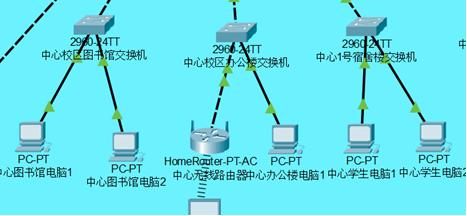 2960-24TT
中心校区图书馆交换机
2960-24TT
中心校区办公楼交换机
2960-24TT
中心1号宿舍楼交换机
PC-PT
中心图书馆电脑1
PC-PT
中心图书馆电脑2
HomeRouter-PT-AC
中心无线路由器
PC-PT
中心办公楼电脑1
PC-PT
中心学生电脑1
PC-PT
中心学生电脑2